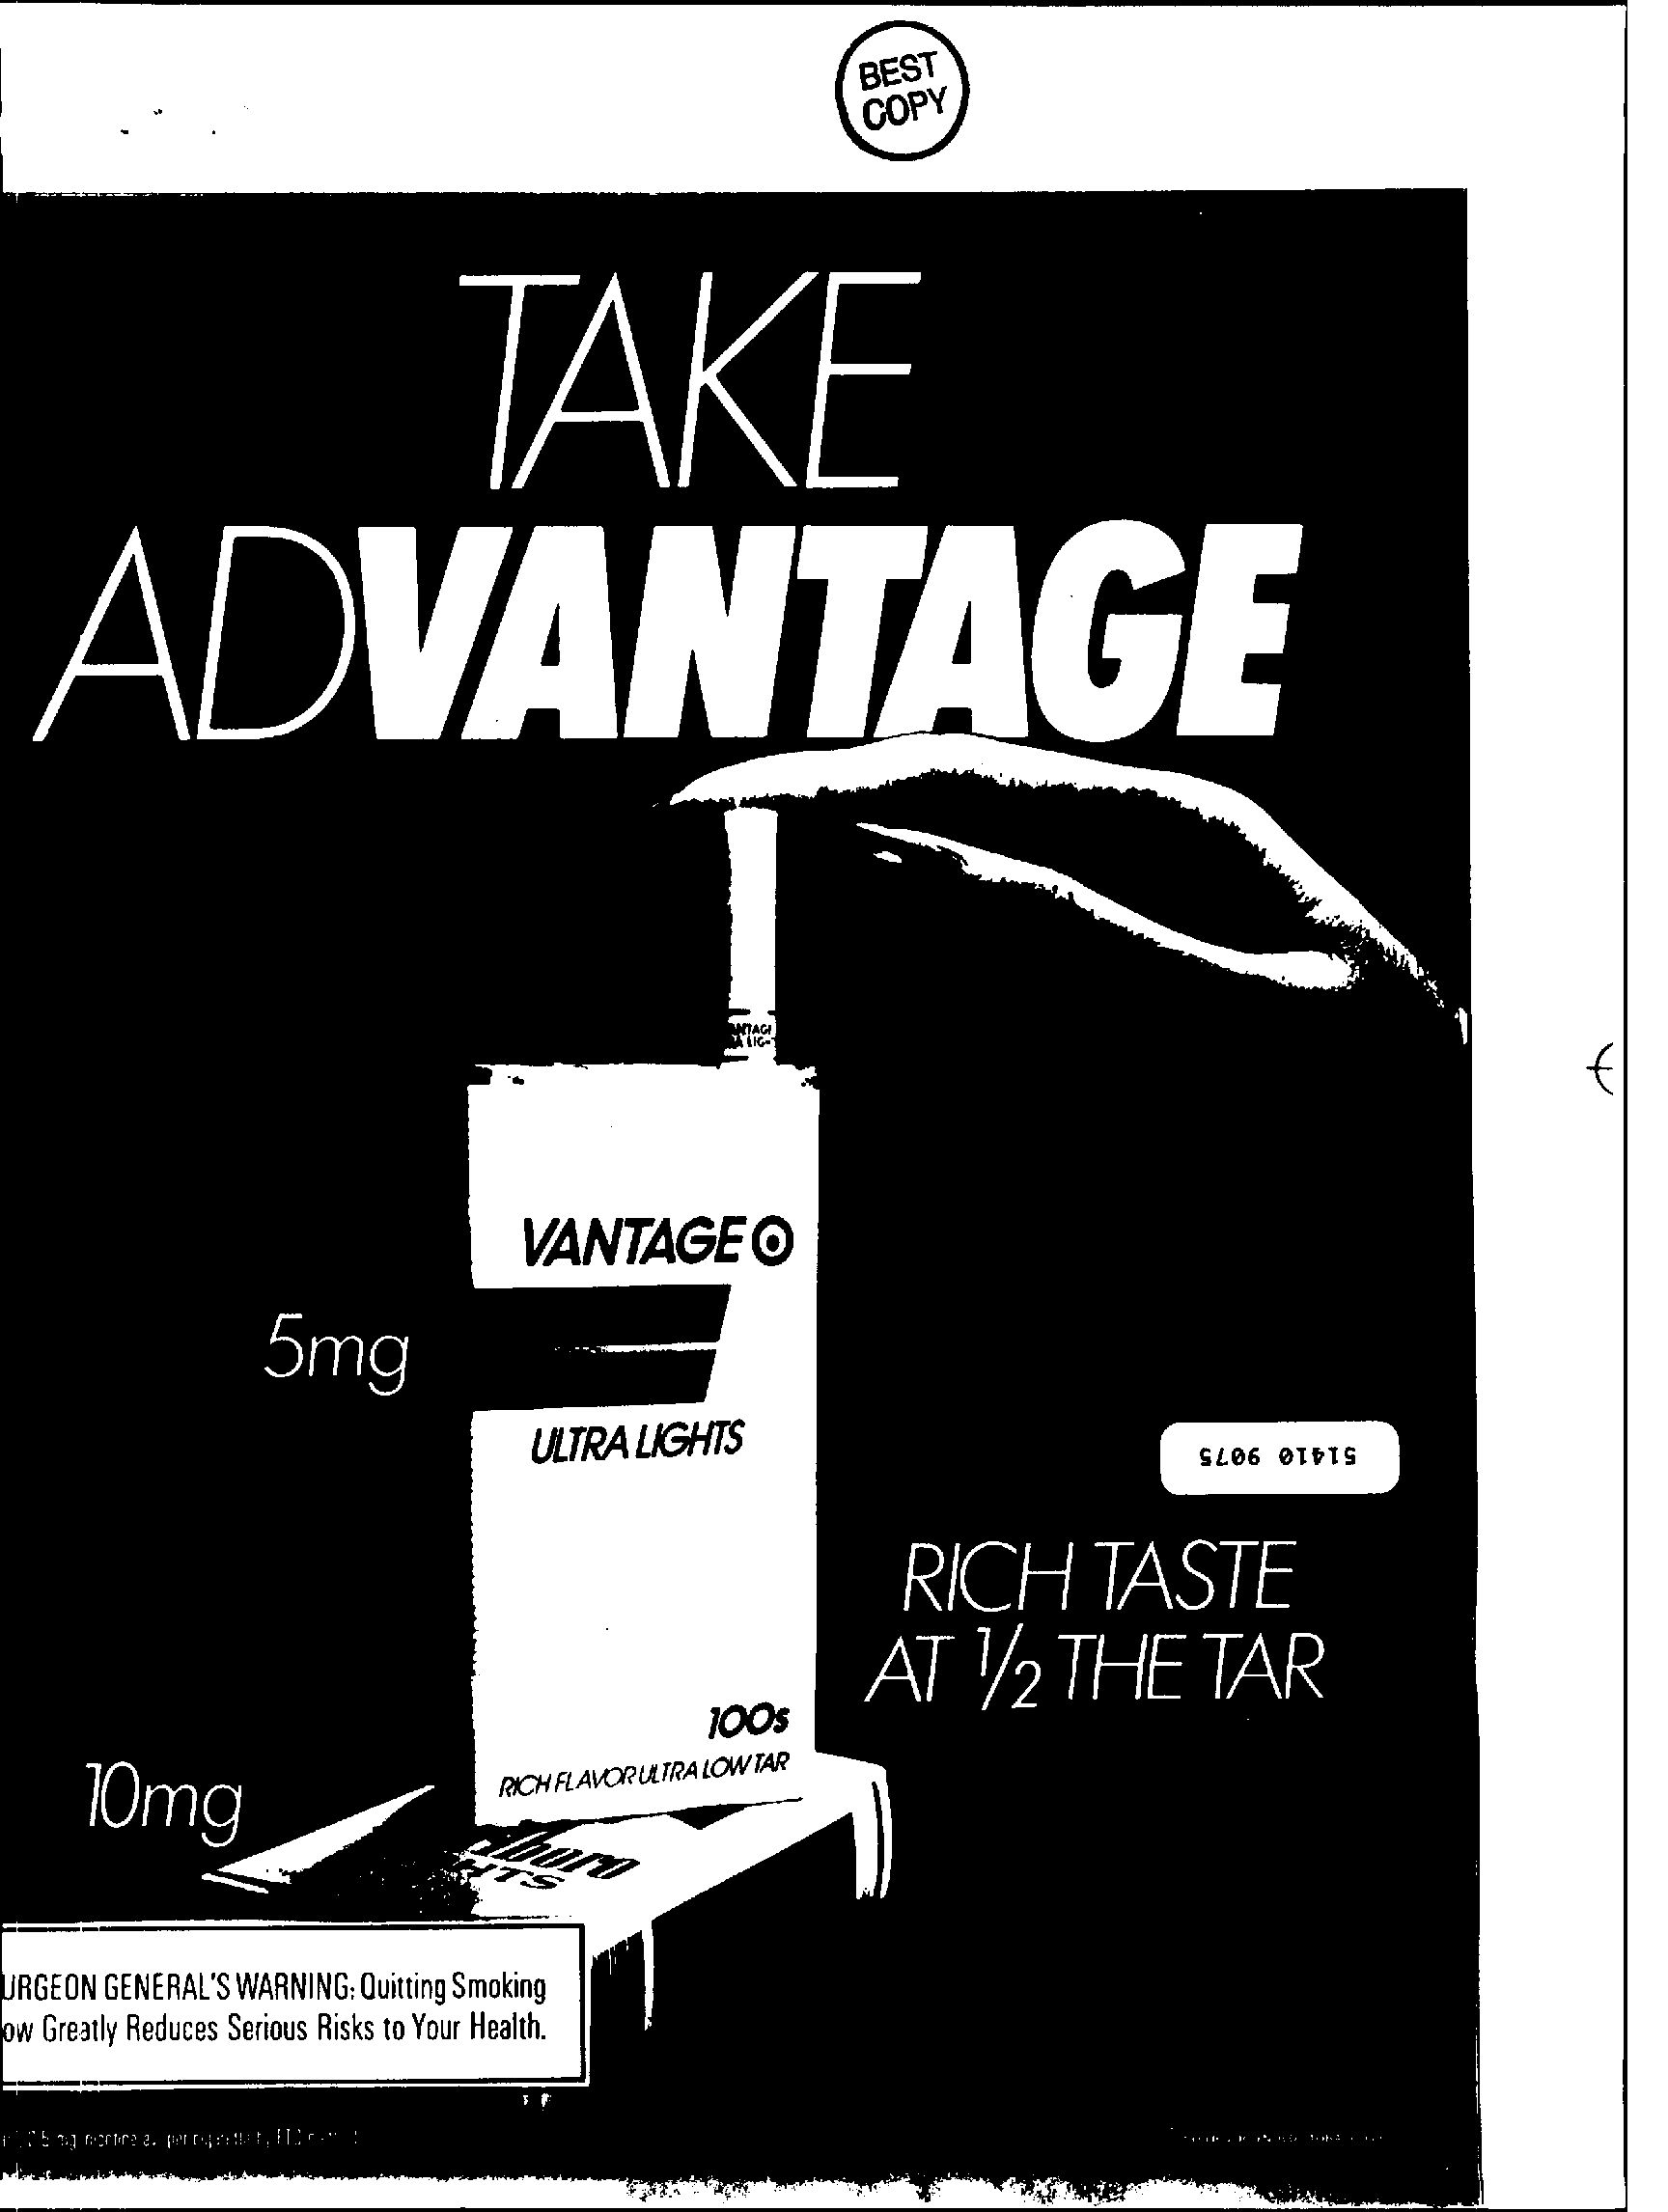 BEST
COPY
TAKE
ADVANTAGE
VANTAGE
5mg
ULTRA LIGHTS
51410 9075
RICH TASTE
AT 1/2 THE TAR
100s
RICH FLAVOR ULTRA LOW TAR
10mg
URGEON GENERAL'S WARNING: Quitting Smoking
ow Greatly Reduces Serious Risks to Your Health.